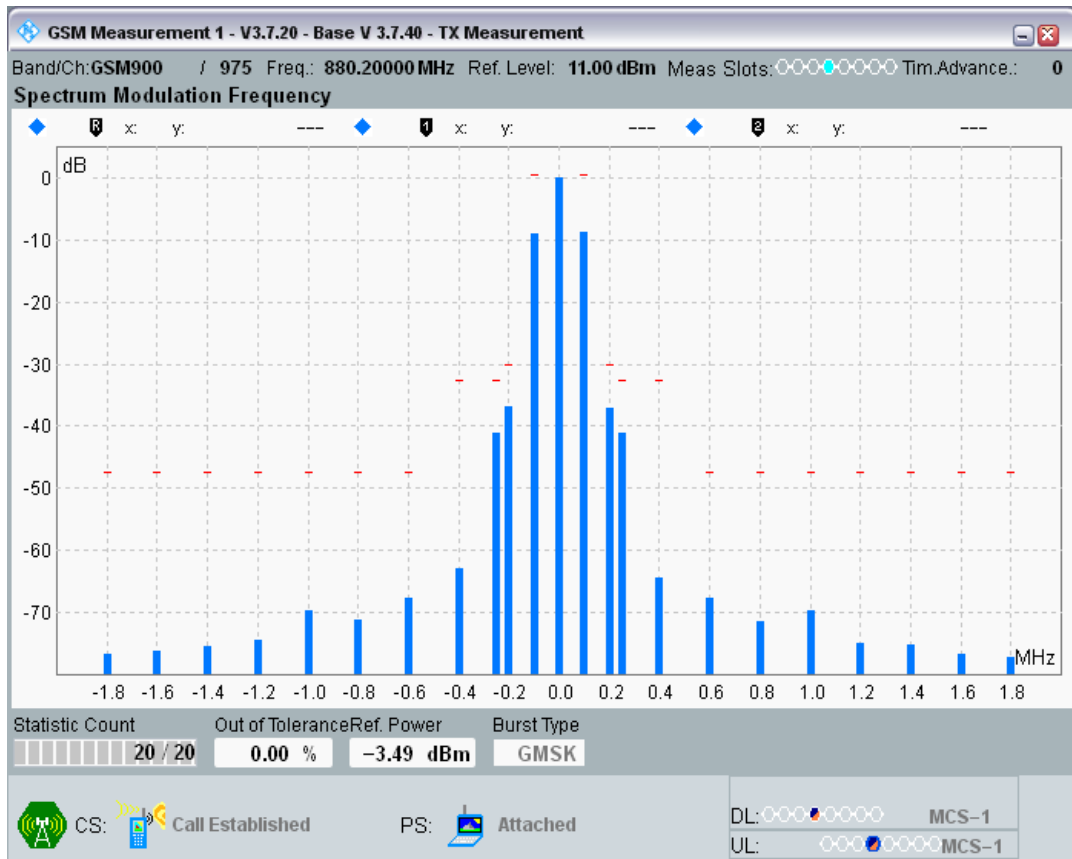 GSM Measurement 1 - V3.7.20 - Base V 3.7.40 - TX Measurement
Band/Ch:GSM900 / 975 Freq.: 880.20000 MHz Ref. Level: 11.00 dBm Meas Slots: Tim.Advance.: 0
Spectrum Modulation Frequency
R x: y: --- 1 x: y: --- 2 x: y: ---
dB
0
-10
-20
-30
-40
-50
-60
-70
MHz
-1.8 -1.6 -1.4 -1.2 -1.0 -0.8 -0.6 -0.4 -0.2 0.0 0.2 0.4 0.6 0.8 1.0 1.2 1.4 1.6 1.8
Statistic Count Out of Tolerance Ref. Power Burst Type
20 / 20 0.00 % −3.49 dBm GMSK
CS: Call Established PS: Attached DL: MCS−1
UL: MCS−1